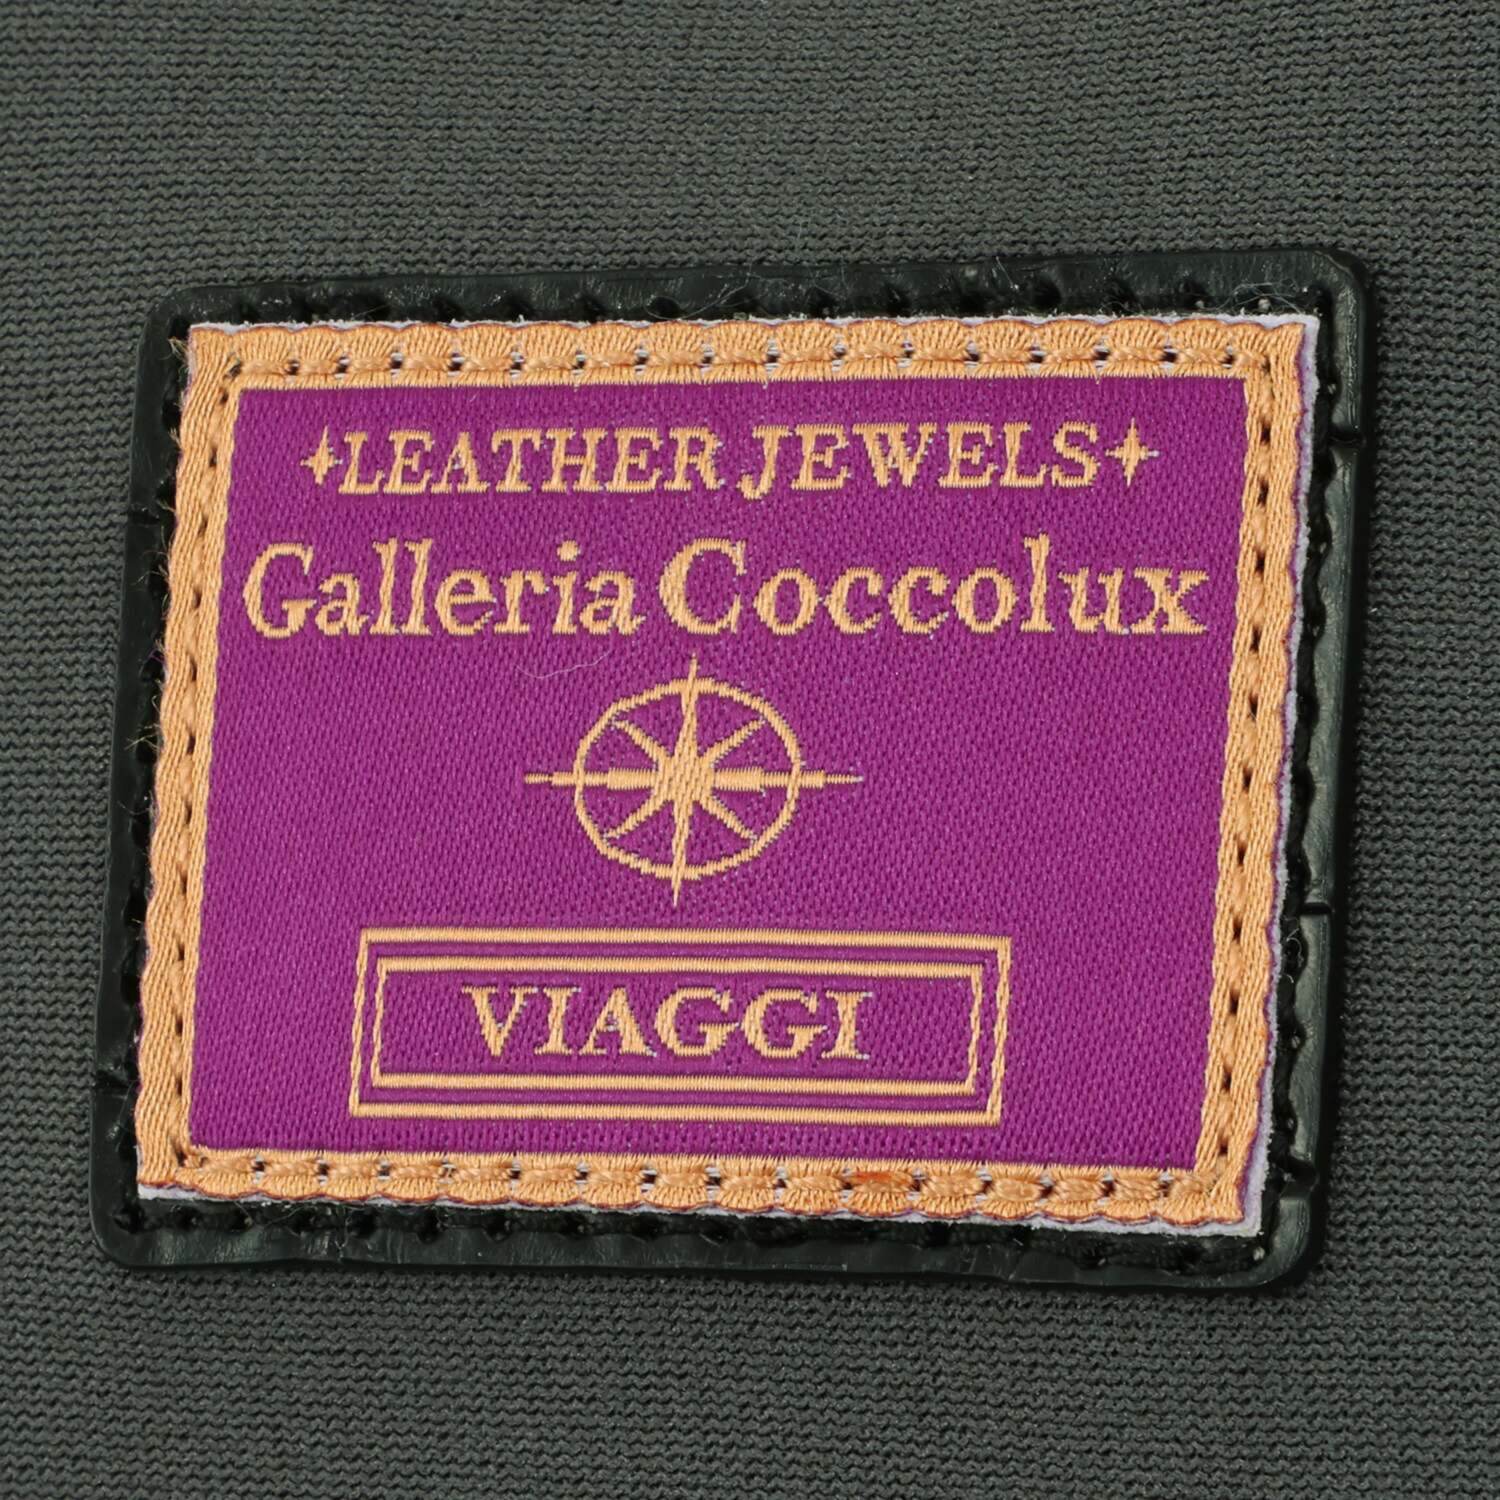 LEATHER JEWELS
Galleria Coccolux
VIAGGI